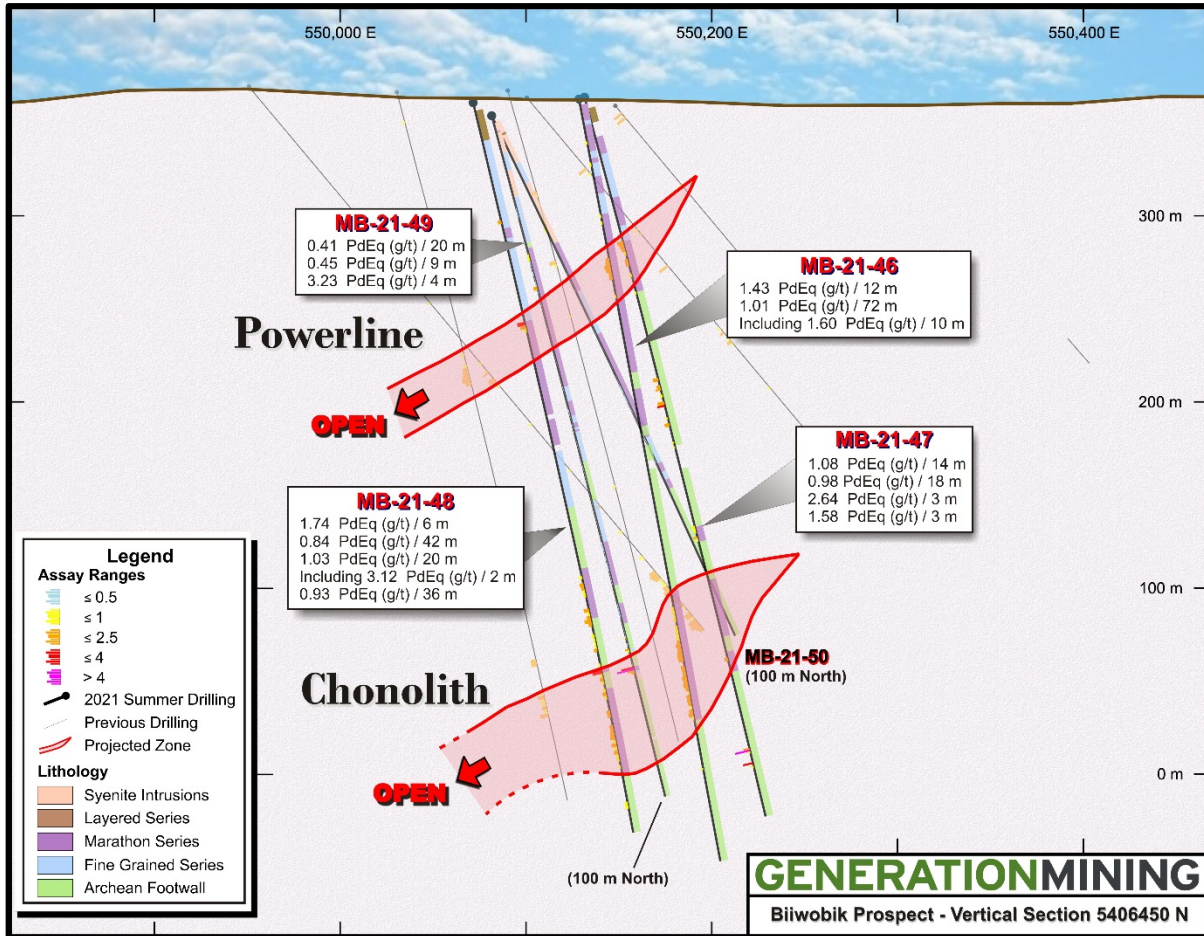 550,000 E
550,200 E
550,400 E
300 m
200 m
100 m
0 m
MB-21-49
0.41 PdEq (g/t) / 20 m
0.45 PdEq (g/t) / 9 m
3.23 PdEq (g/t) / 4 m
MB-21-46
1.43 PdEq (g/t) / 12 m
1.01 PdEq (g/t) / 72 m
Including 1.60 PdEq (g/t) / 10 m
Powerline
OPEN
MB-21-47
1.08 PdEq (g/t) / 14 m
0.98 PdEq (g/t) / 18 m
2.64 PdEq (g/t) / 3 m
1.58 PdEq (g/t) / 3 m
MB-21-48
1.74 PdEq (g/t) / 6 m
0.84 PdEq (g/t) / 42 m
1.03 PdEq (g/t) / 20 m
Including 3.12 PdEq (g/t) / 2 m
0.93 PdEq (g/t) / 36 m
MB-21-50
(100 m North)
Chonolith
OPEN
(100 m North)
Legend
Assay Ranges
≤ 0.5
≤ 1
≤ 2.5
≤ 4
> 4
2021 Summer Drilling
Previous Drilling
Projected Zone
Lithology
Syenite Intrusions
Layered Series
Marathon Series
Fine Grained Series
Archean Footwall
GENERATIONMINING
Biiwobik Prospect - Vertical Section 5406450 N